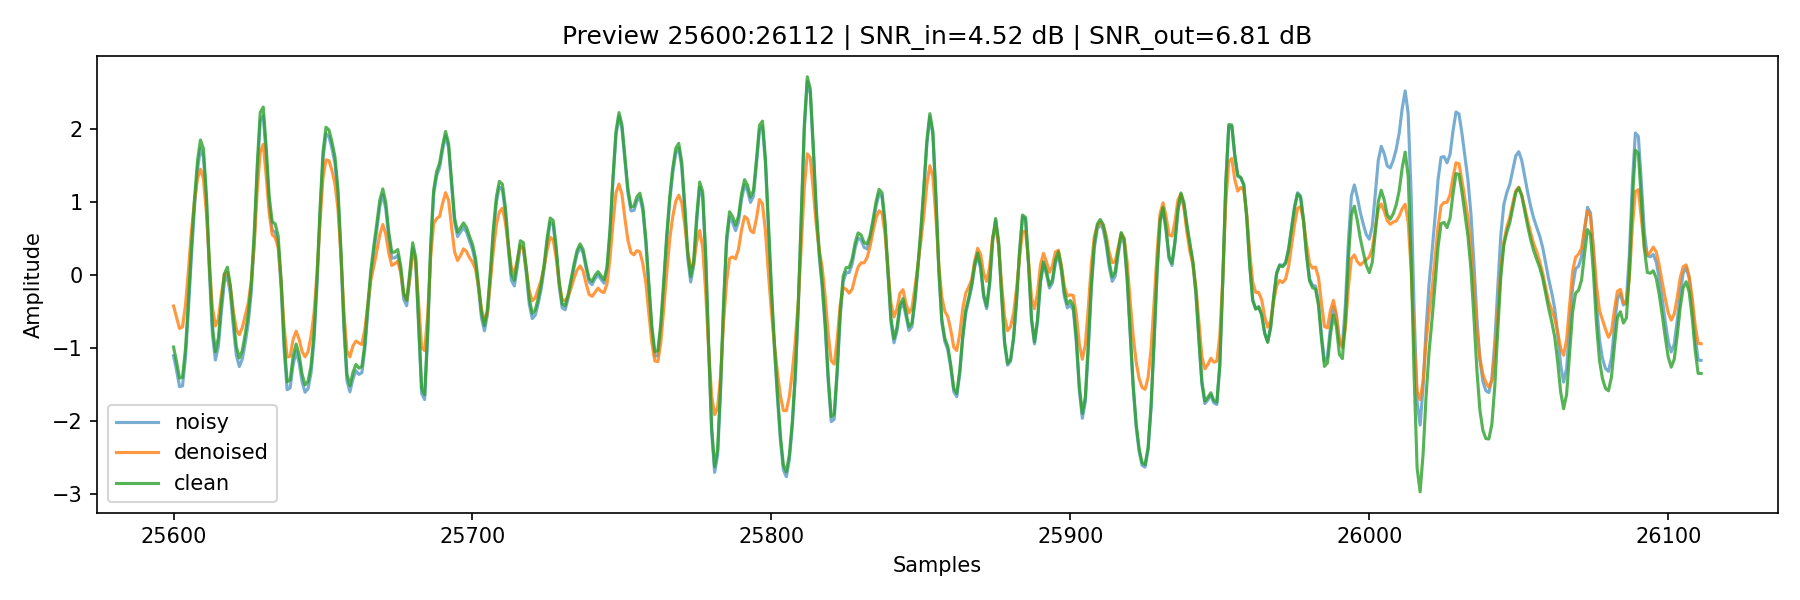 Preview 25600:26112 | SNR_in=4.52 dB | SNR_out=6.81 dB
Amplitude
2
1
0
−1
−2
−3
noisy
denoised
clean
25600 25700 25800 25900 26000 26100
Samples